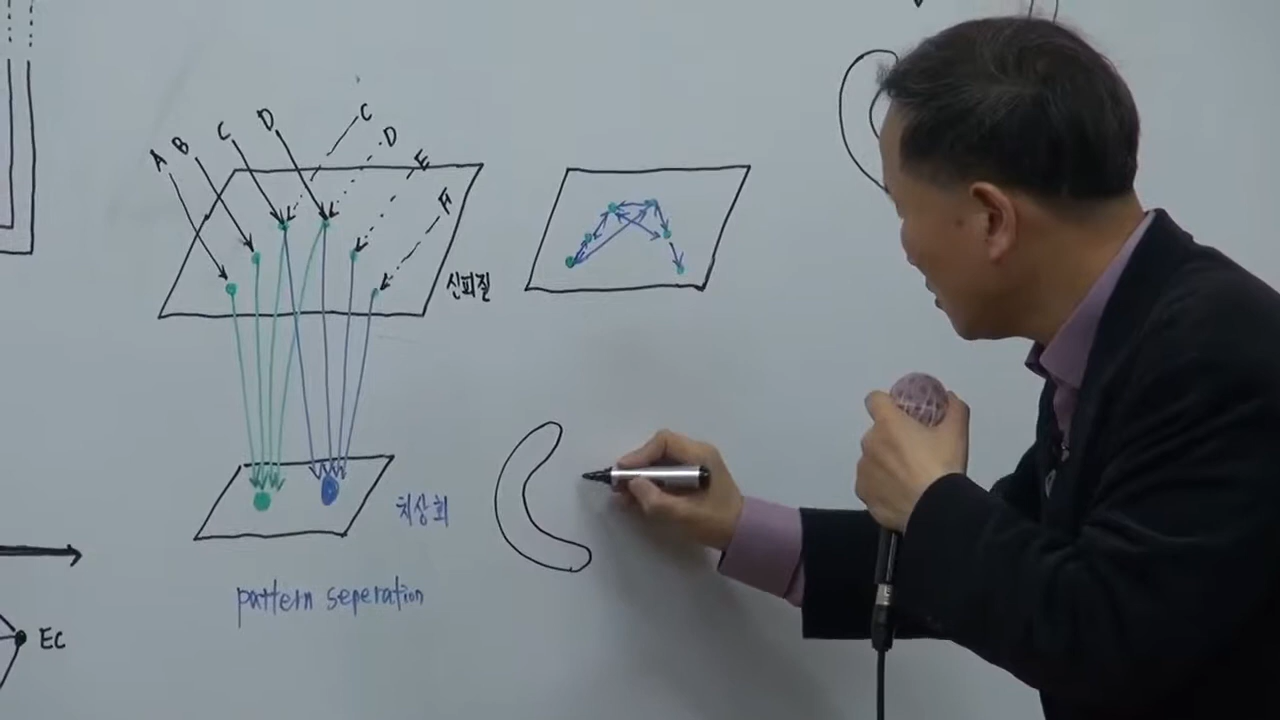 A B C D C D E F
신피질
치상회
pattern seperation
EC